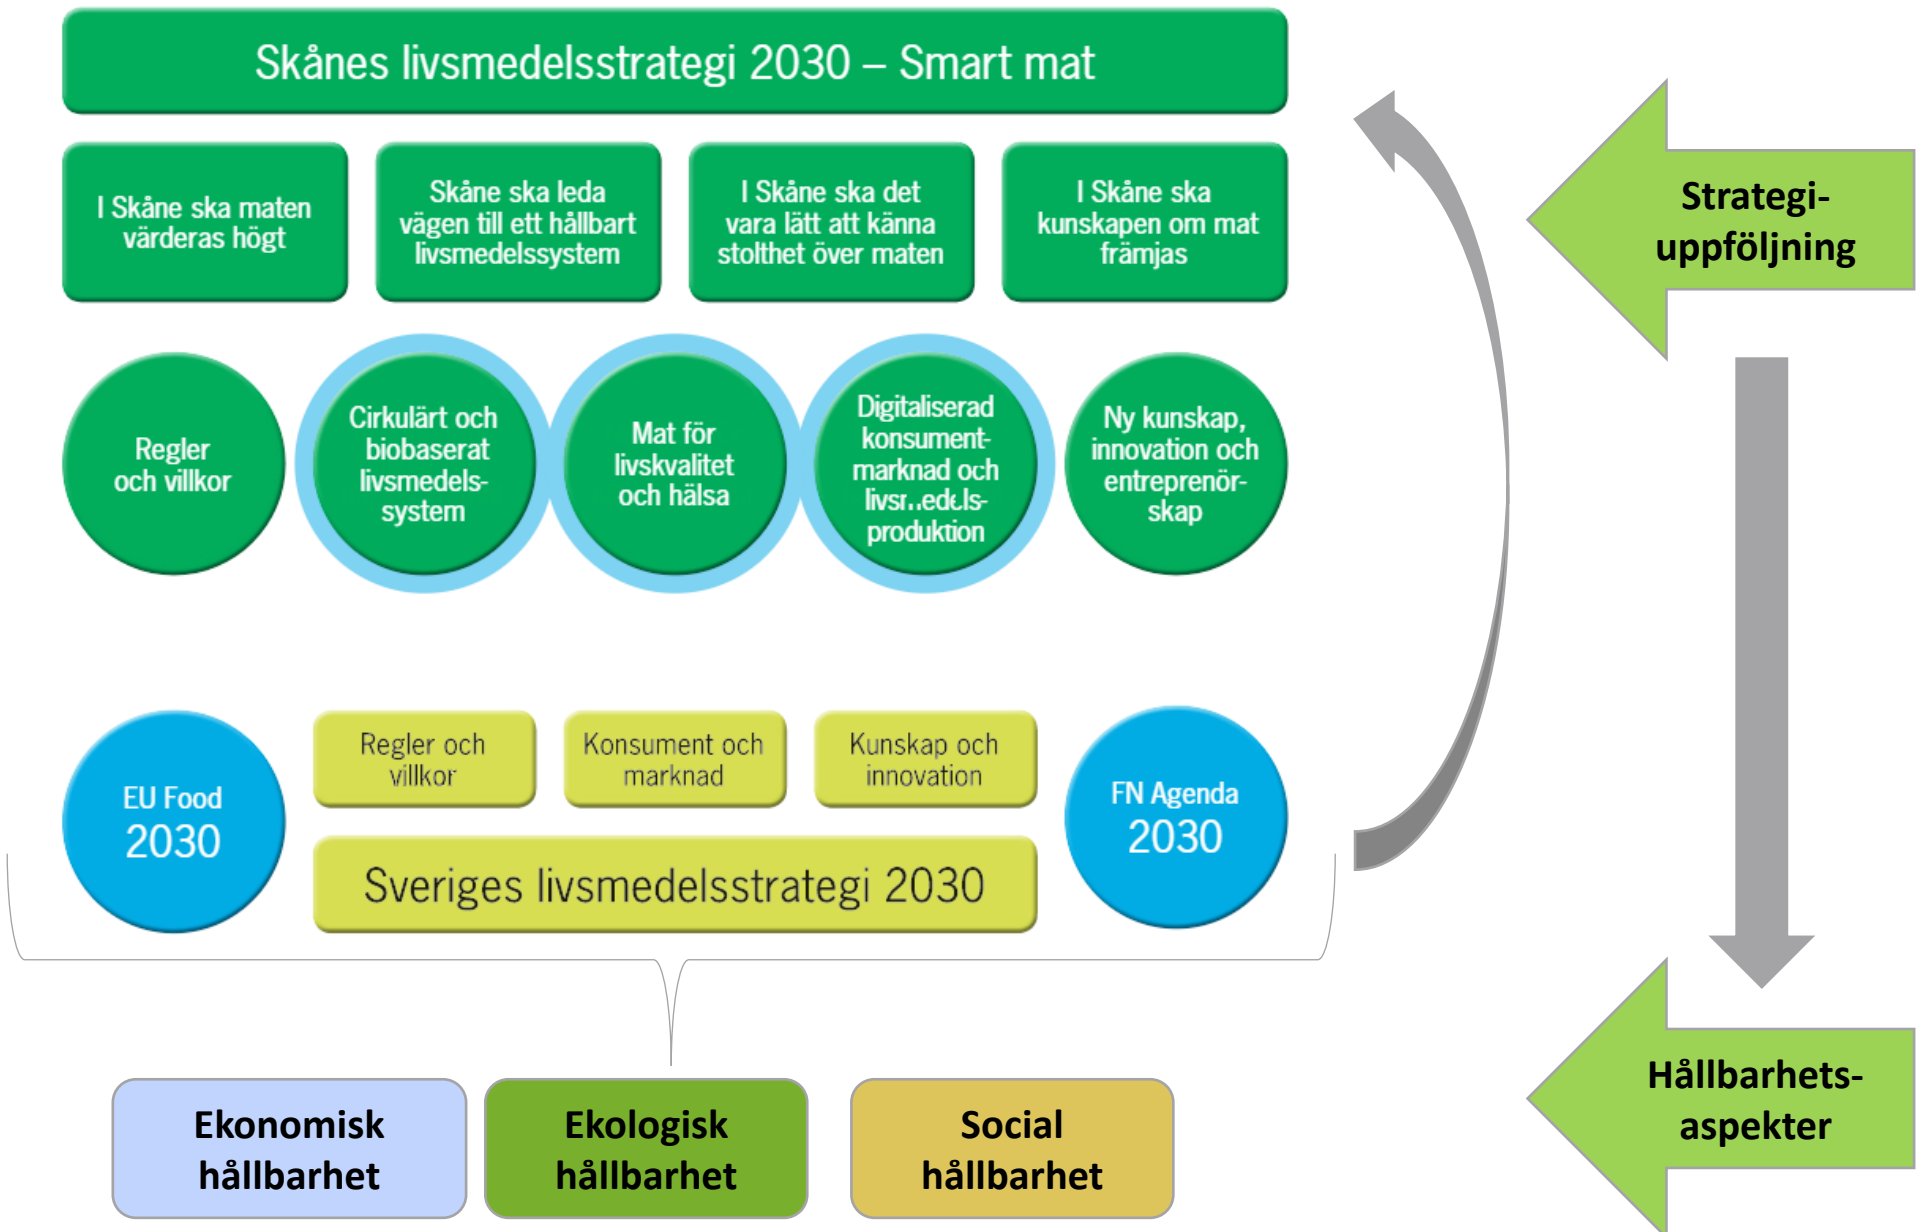 Skånes livsmedelsstrategi 2030 – Smart mat
I Skåne ska maten
värderas högt
Skåne ska leda
vägen till ett hållbart
livsmedelssystem
I Skåne ska det
vara lätt att känna
stolthet över maten
I Skåne ska
kunskapen om mat
främjas
Strategi-
uppföljning
Regler
och villkor
Cirkulärt och
biobaserat
livsmedels-
system
Mat för
livskvalitet
och hälsa
Digitaliserad
konsument-
marknad och
livsmedels-
produktion
Ny kunskap,
innovation och
entreprenör-
skap
EU Food
2030
Regler och
villkor
Konsument och
marknad
Kunskap och
innovation
Sveriges livsmedelsstrategi 2030
FN Agenda
2030
Ekonomisk
hållbarhet
Ekologisk
hållbarhet
Social
hållbarhet
Hållbarhets-
aspekter